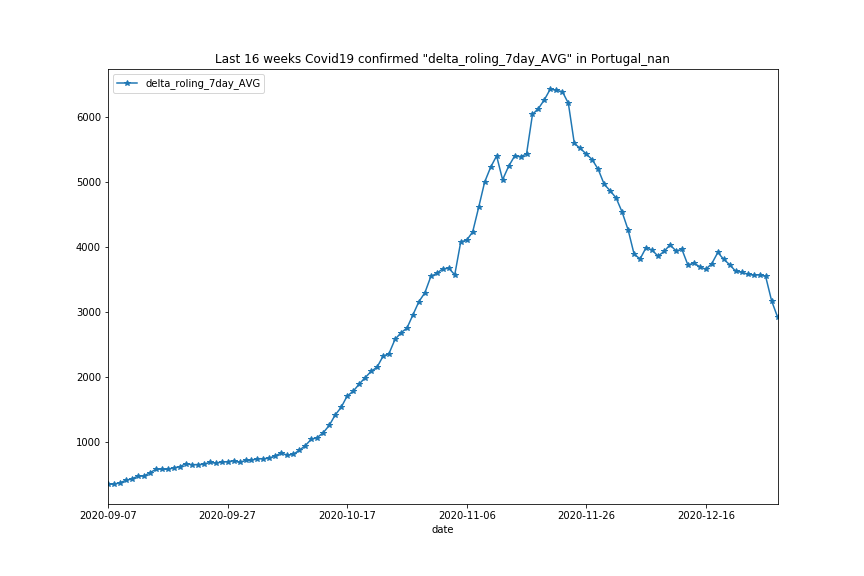 Last 16 weeks Covid19 confirmed "delta_roling_7day_AVG" in Portugal_nan
delta_roling_7day_AVG
6000
5000
4000
3000
2000
1000
2020-09-07 2020-09-27 2020-10-17 2020-11-06 2020-11-26 2020-12-16
date